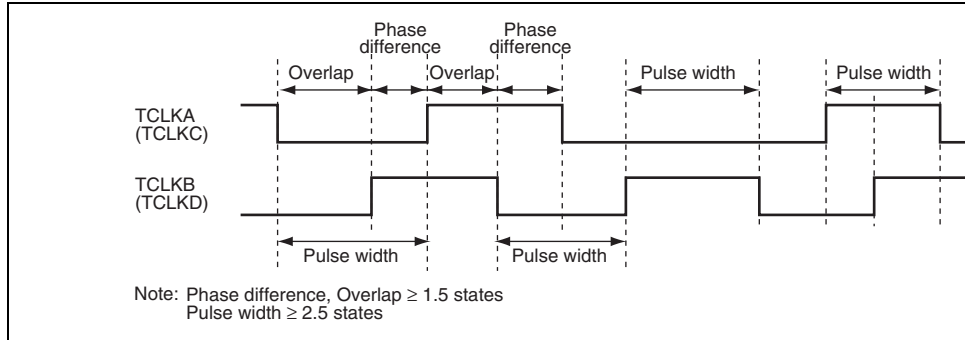 Phase difference
Phase difference
Overlap
Overlap
Pulse width
Pulse width
TCLKA
(TCLKC)
TCLKB
(TCLKD)
Pulse width
Pulse width
Note: Phase difference, Overlap ≥ 1.5 states
Pulse width ≥ 2.5 states